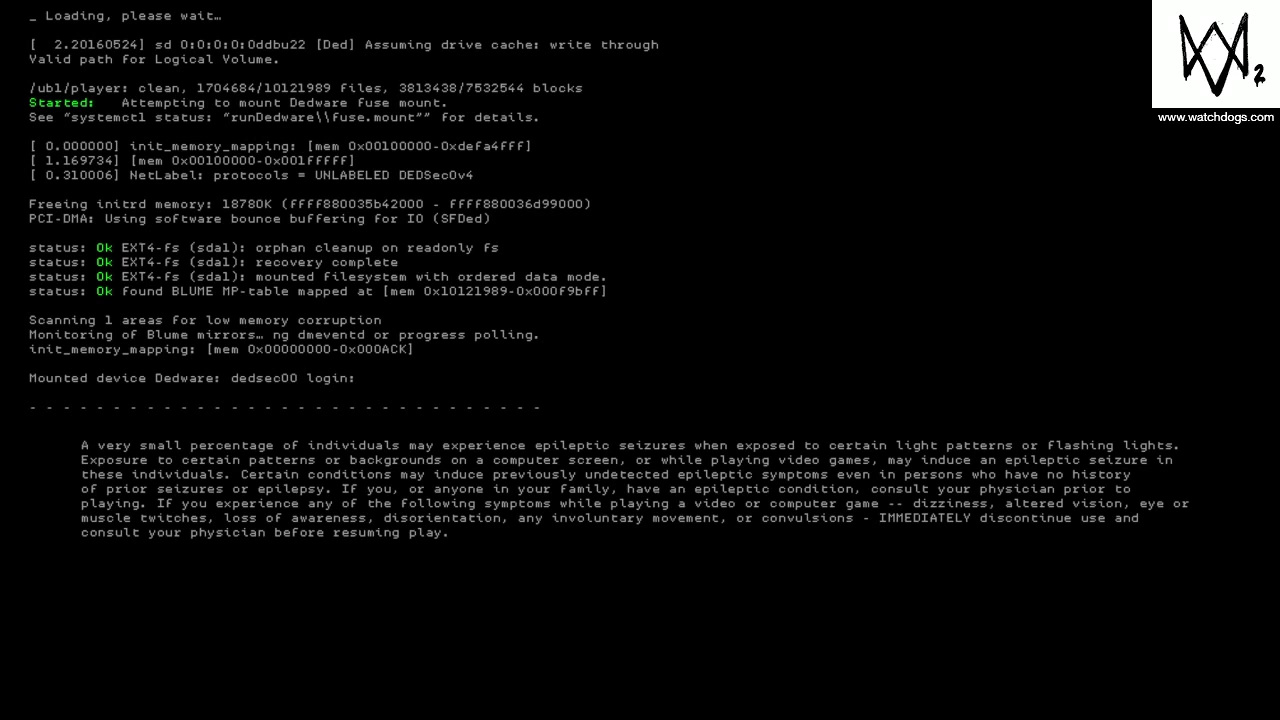 _ Loading, please wait…
[  2.20160524] sd 0:0:0:0:0ddbu22 [Ded] Assuming drive cache: write through
Valid path for Logical Volume.
/ubl/player: clean, 1704684/10121989 files, 3813438/7532544 blocks
Started:   Attempting to mount Dedware fuse mount.
See “systemctl status: “runDedware\\fuse.mount”” for details.
[ 0.000000] init_memory_mapping: [mem 0x00100000-0xdefa4fff]
[ 1.169734] [mem 0x00100000-0x001fffff]
[ 0.310006] NetLabel: protocols = UNLABELED DEDSec0v4
Freeing initrd memory: 18780K (ffff880035b42000 - ffff880036d99000)
PCI-DMA: Using software bounce buffering for IO (SFDed)
status: Ok EXT4-fs (sda1): orphan cleanup on readonly fs
status: Ok EXT4-fs (sda1): recovery complete
status: Ok EXT4-fs (sda1): mounted filesystem with ordered data mode.
status: Ok found BLUME MP-table mapped at [mem 0x10121989-0x000f9bff]
Scanning 1 areas for low memory corruption
Monitoring of Blume mirrors… ng dmeventd or progress polling.
init_memory_mapping: [mem 0x00000000-0x000ACK]
Mounted device Dedware: dedsec00 login:
- - - - - - - - - - - - - - - - - - - - - - - - - - - - - - -
A very small percentage of individuals may experience epileptic seizures when exposed to certain light patterns or flashing lights.
Exposure to certain patterns or backgrounds on a computer screen, or while playing video games, may induce an epileptic seizure in
these individuals. Certain conditions may induce previously undetected epileptic symptoms even in persons who have no history
of prior seizures or epilepsy. If you, or anyone in your family, have an epileptic condition, consult your physician prior to
playing. If you experience any of the following symptoms while playing a video or computer game -- dizziness, altered vision, eye or
muscle twitches, loss of awareness, disorientation, any involuntary movement, or convulsions - IMMEDIATELY discontinue use and
consult your physician before resuming play.
2
www.watchdogs.com